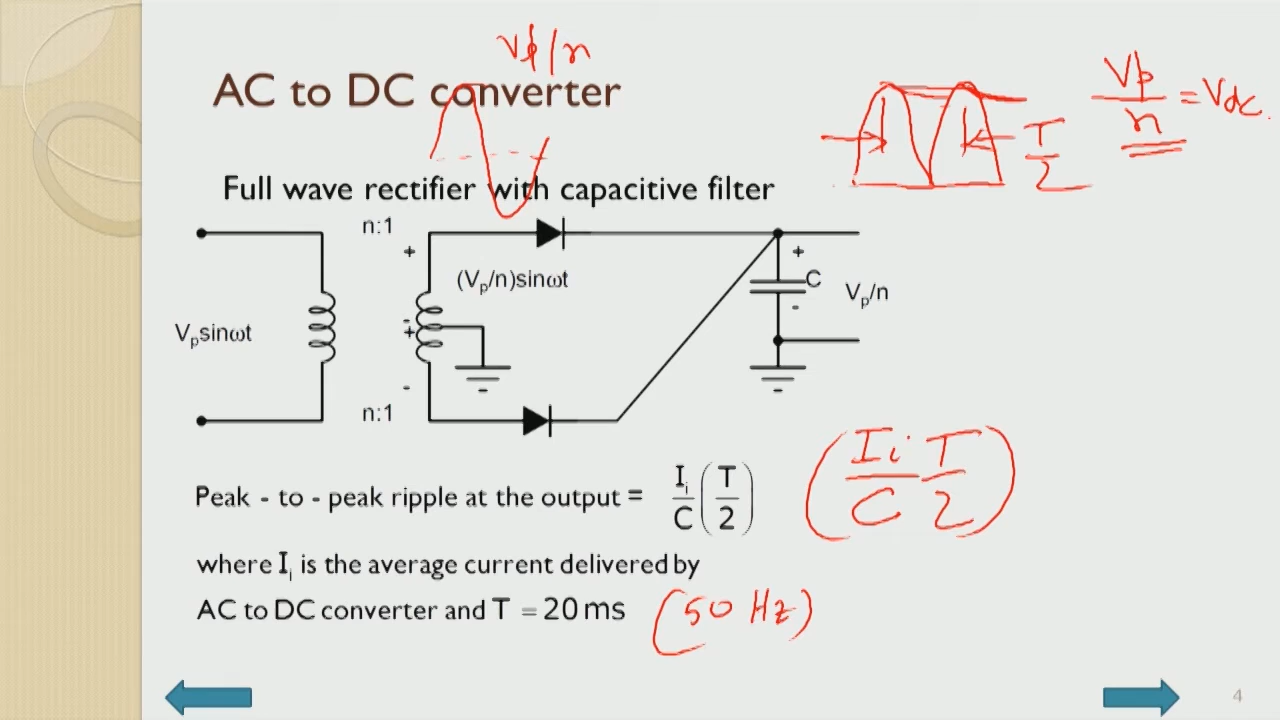 Vp/n
AC to DC converter
Vp/n = Vdc.
T/2
Full wave rectifier with capacitive filter
n:1
+
(Vp/n)sinωt
+
C
Vp/n
-
-
+
Vpsinωt
-
-
-
n:1
Peak - to - peak ripple at the output = Ii/C (T/2)
(Ii/C T/2)
where Ii is the average current delivered by
AC to DC converter and T = 20 ms (50 Hz)
4